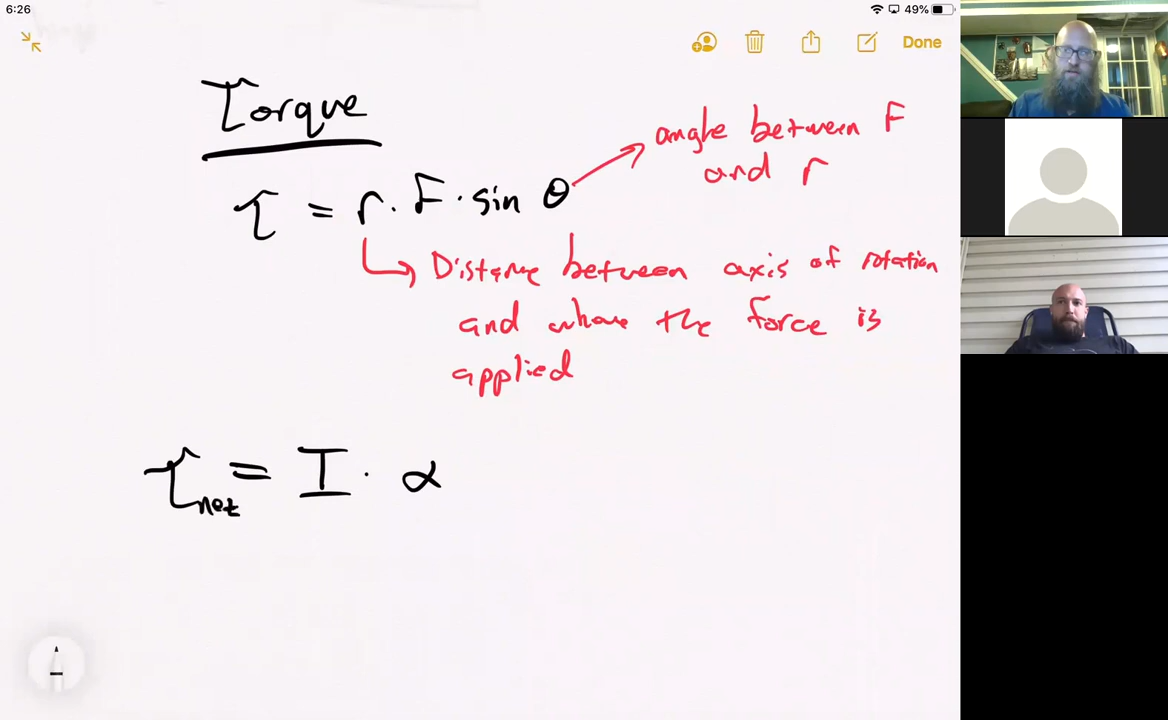 6:26
49%
Done
Torque
angle between F
and r
τ = r · F · sin θ
Distance between axis of rotation
and where the force is
applied
τnet = I · α